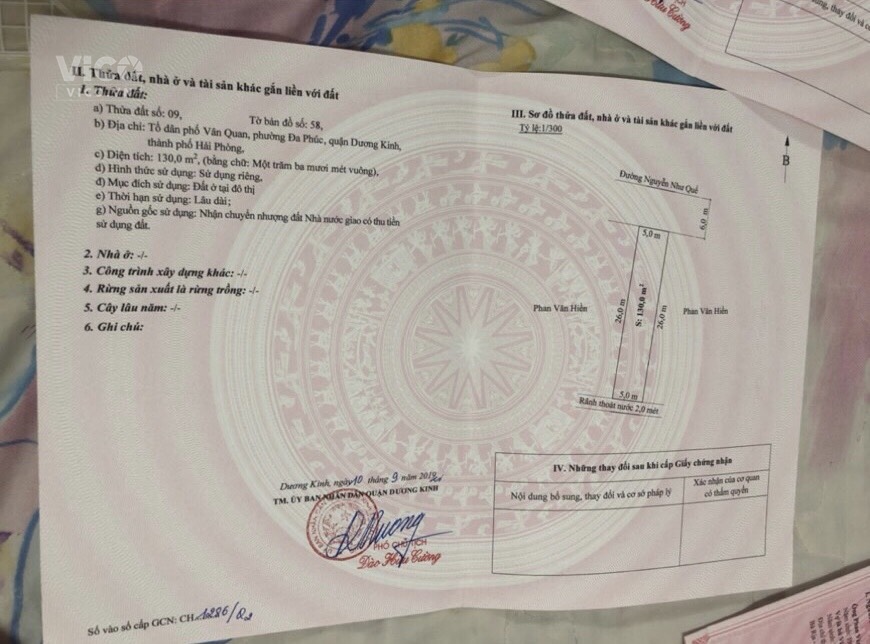 II. Thửa đất, nhà ở và tài sản khác gắn liền với đất
1. Thửa đất:
a) Thửa đất số: 09, Tờ bản đồ số: 58,
b) Địa chỉ: Tổ dân phố Vân Quan, phường Đa Phúc, quận Dương Kinh,
thành phố Hải Phòng,
c) Diện tích: 130,0 m², (bằng chữ: Một trăm ba mươi mét vuông),
d) Hình thức sử dụng: Sử dụng riêng,
đ) Mục đích sử dụng: Đất ở tại đô thị
e) Thời hạn sử dụng: Lâu dài;
g) Nguồn gốc sử dụng: Nhận chuyển nhượng đất Nhà nước giao có thu tiền
sử dụng đất.
2. Nhà ở: -/-
3. Công trình xây dựng khác: -/-
4. Rừng sản xuất là rừng trồng: -/-
5. Cây lâu năm: -/-
6. Ghi chú:
Dương Kinh, ngày 10 tháng 9 năm
TM. ỦY BAN NHÂN DÂN QUẬN DƯƠNG KINH
PHÓ CHỦ TỊCH
Đào Hữu Cường
Số vào sổ cấp GCN: CH
III. Sơ đồ thửa đất, nhà ở và tài sản khác gắn liền với đất
Tỷ lệ:1/300
B
Đường Nguyễn Như Quế
6,0 m
5,0 m
26,0 m
S: 130,0 m²
26,0 m
Phan Văn Hiền
Phan Văn Hiền
5,0 m
Rãnh thoát nước 2,0 mét
IV. Những thay đổi sau khi cấp Giấy chứng nhận
Nội dung bổ sung, thay đổi và cơ sở pháp lý
Xác nhận của cơ quan
có thẩm quyền